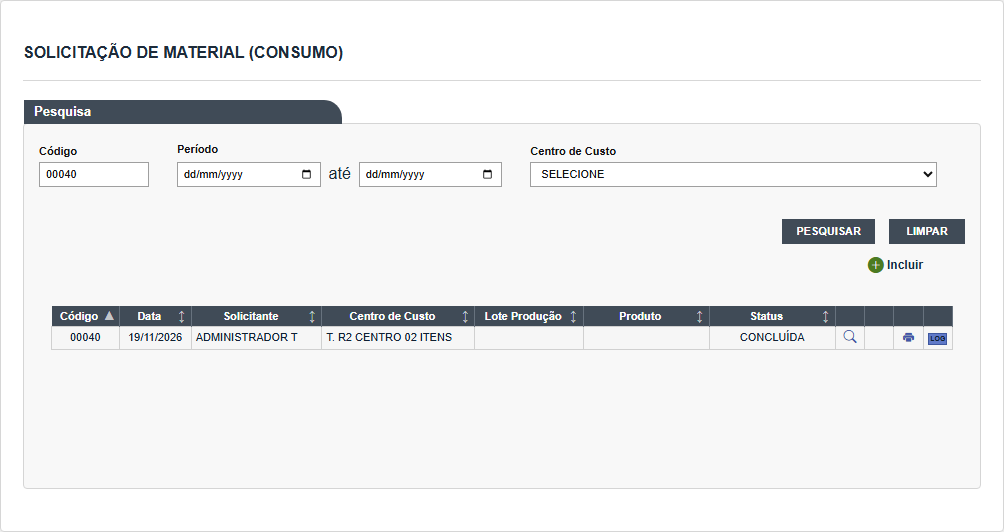 SOLICITAÇÃO DE MATERIAL (CONSUMO)
Pesquisa
Código
Período
Centro de Custo
00040
dd/mm/yyyy
até
dd/mm/yyyy
SELECIONE
PESQUISAR
LIMPAR
Incluir
Código Data Solicitante Centro de Custo Lote Produção Produto Status
00040 19/11/2026 ADMINISTRADOR T T. R2 CENTRO 02 ITENS CONCLUÍDA LOG